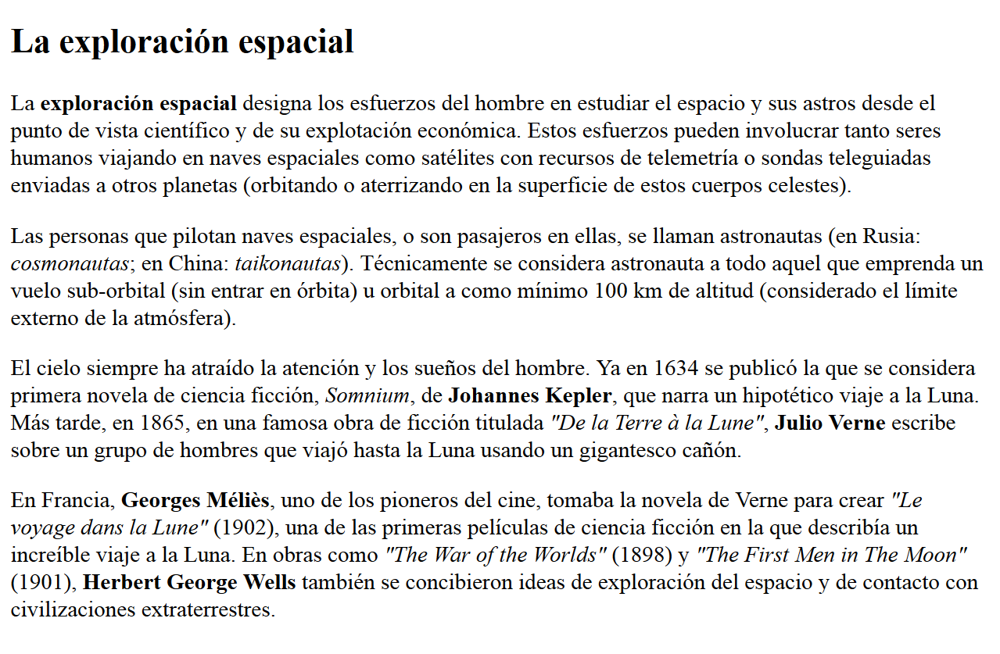 La exploración espacial
La exploración espacial designa los esfuerzos del hombre en estudiar el espacio y sus astros desde el
punto de vista científico y de su explotación económica. Estos esfuerzos pueden involucrar tanto seres
humanos viajando en naves espaciales como satélites con recursos de telemetría o sondas teleguiadas
enviadas a otros planetas (orbitando o aterrizando en la superficie de estos cuerpos celestes).
Las personas que pilotan naves espaciales, o son pasajeros en ellas, se llaman astronautas (en Rusia:
cosmonautas; en China: taikonautas). Técnicamente se considera astronauta a todo aquel que emprenda un
vuelo sub-orbital (sin entrar en órbita) u orbital a como mínimo 100 km de altitud (considerado el límite
externo de la atmósfera).
El cielo siempre ha atraído la atención y los sueños del hombre. Ya en 1634 se publicó la que se considera
primera novela de ciencia ficción, Somnium, de Johannes Kepler, que narra un hipotético viaje a la Luna.
Más tarde, en 1865, en una famosa obra de ficción titulada "De la Terre à la Lune", Julio Verne escribe
sobre un grupo de hombres que viajó hasta la Luna usando un gigantesco cañón.
En Francia, Georges Méliès, uno de los pioneros del cine, tomaba la novela de Verne para crear "Le
voyage dans la Lune" (1902), una de las primeras películas de ciencia ficción en la que describía un
increíble viaje a la Luna. En obras como "The War of the Worlds" (1898) y "The First Men in The Moon"
(1901), Herbert George Wells también se concibieron ideas de exploración del espacio y de contacto con
civilizaciones extraterrestres.